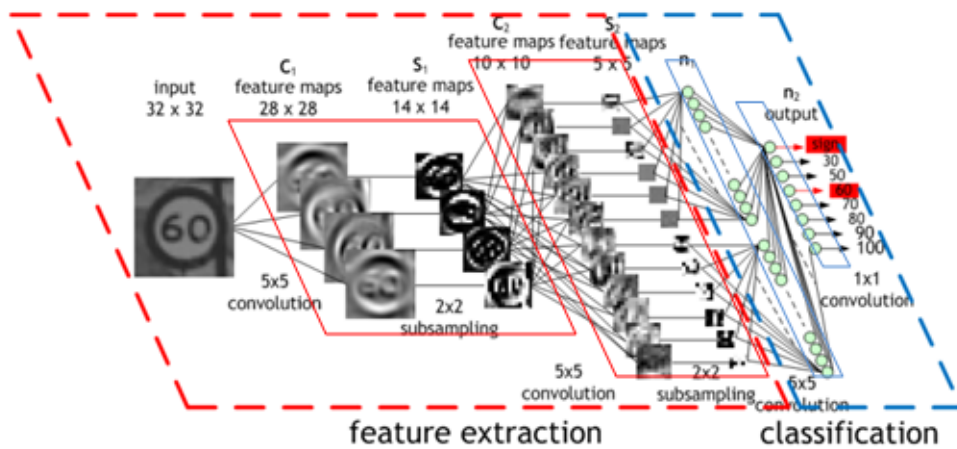 input
32 x 32
C1
feature maps
28 x 28
S1
feature maps
14 x 14
C2
feature maps
10 x 10
S2
feature maps
5 x 5
n1
n2
output
sign
30
50
60
70
80
90
100
60
5x5
convolution
2x2
subsampling
5x5
convolution
2x2
subsampling
5x5
convolution
1x1
convolution
feature extraction
classification